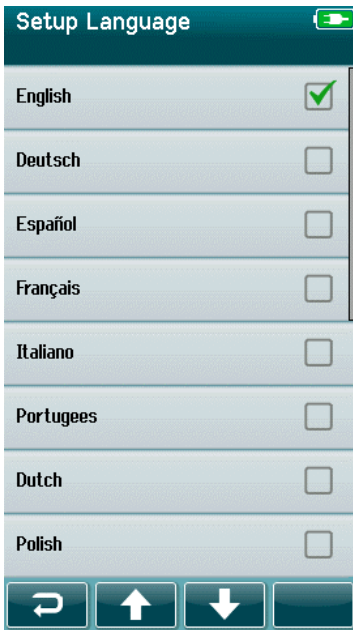 Setup Language
English
Deutsch
Español
Français
Italiano
Portugees
Dutch
Polish